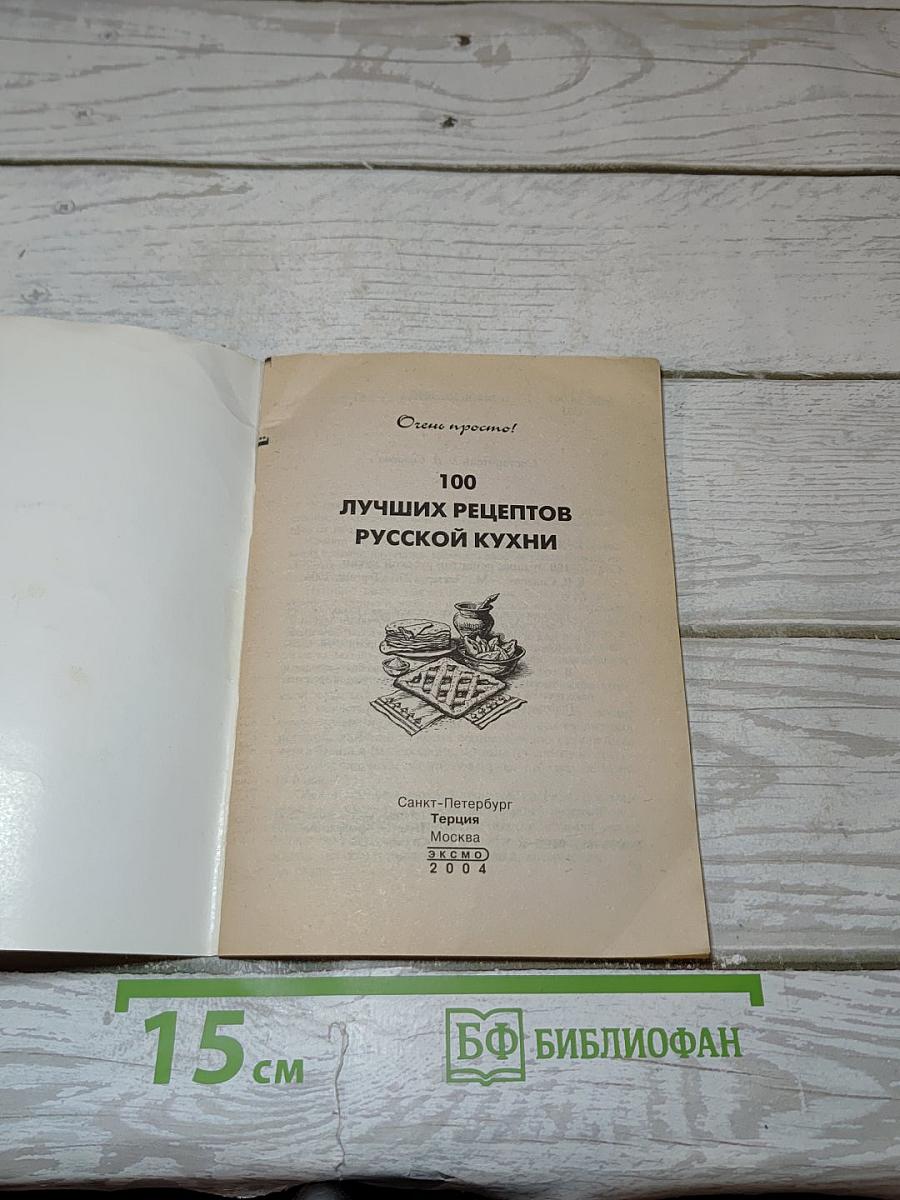 Очень просто!
100
ЛУЧШИХ РЕЦЕПТОВ
РУССКОЙ КУХНИ
Санкт-Петербург
Терция
Москва
ЭКСМО
2004
15 см
БФ БИБЛИОФАН